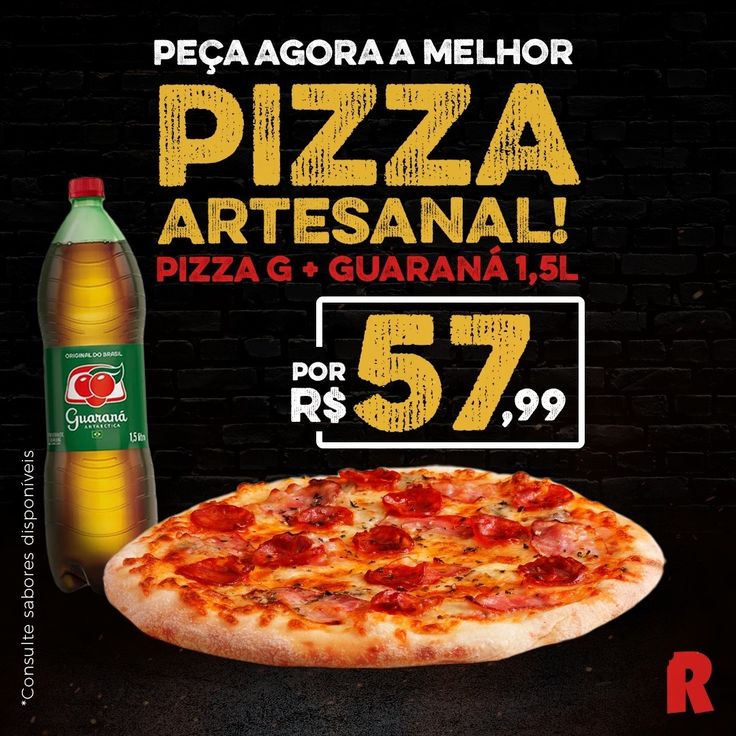 PEÇA AGORA A MELHOR
PIZZA
ARTESANAL!
PIZZA G + GUARANÁ 1,5L
POR
R$ 57,99
ORIGINAL DO BRASIL
Guaraná
ANTARCTICA
1,5 litro
*Consulte sabores disponíveis
R